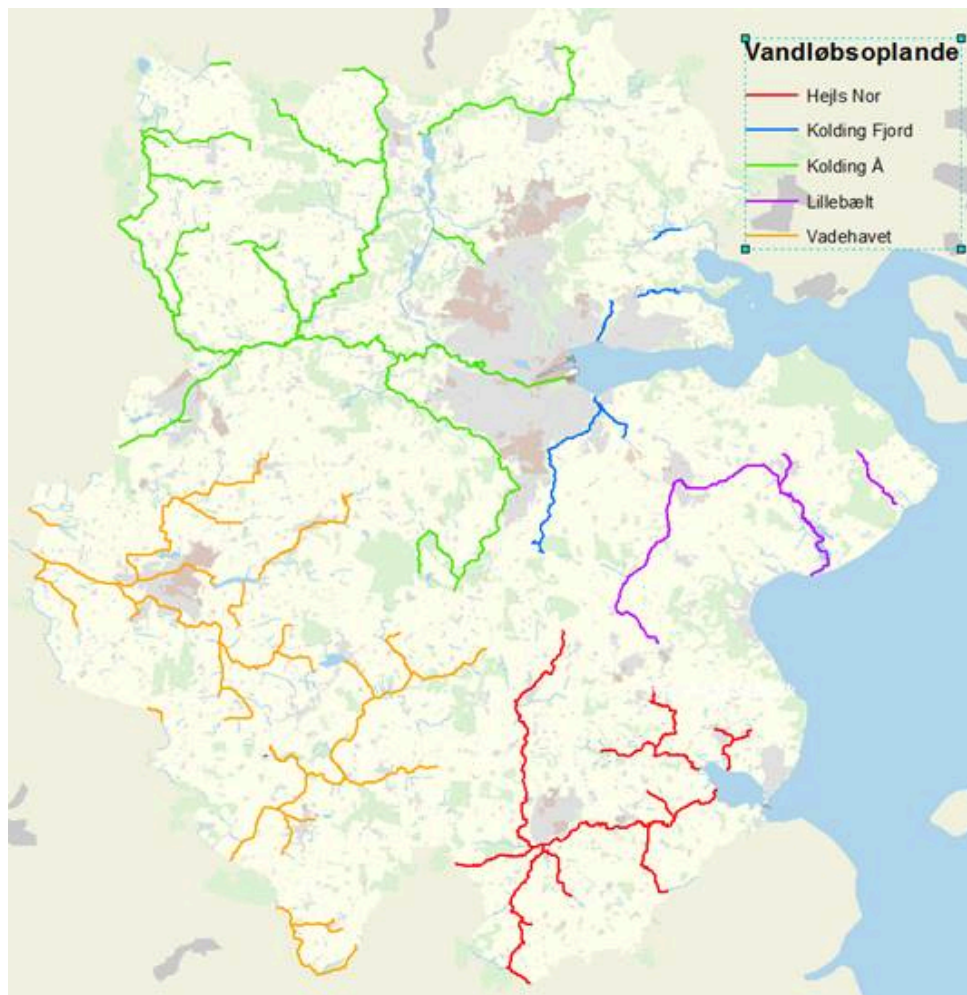 Vandløbsoplande
Hejls Nor
Kolding Fjord
Kolding Å
Lillebælt
Vadehavet